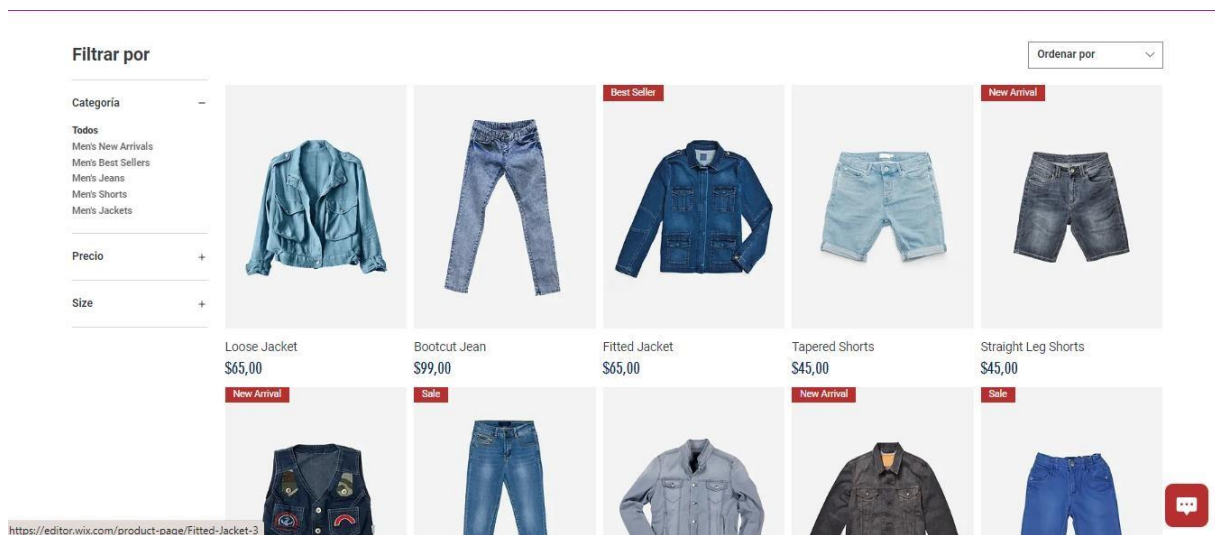 Filtrar por
Ordenar por
Categoría
Todos
Men's New Arrivals
Men's Best Sellers
Men's Jeans
Men's Shorts
Men's Jackets
Precio
Size
Best Seller
New Arrival
Loose Jacket
Bootcut Jean
Fitted Jacket
Tapered Shorts
Straight Leg Shorts
$65,00
$99,00
$65,00
$45,00
$45,00
New Arrival
Sale
New Arrival
Sale
https://editor.wix.com/product-page/Fitted-Jacket-3